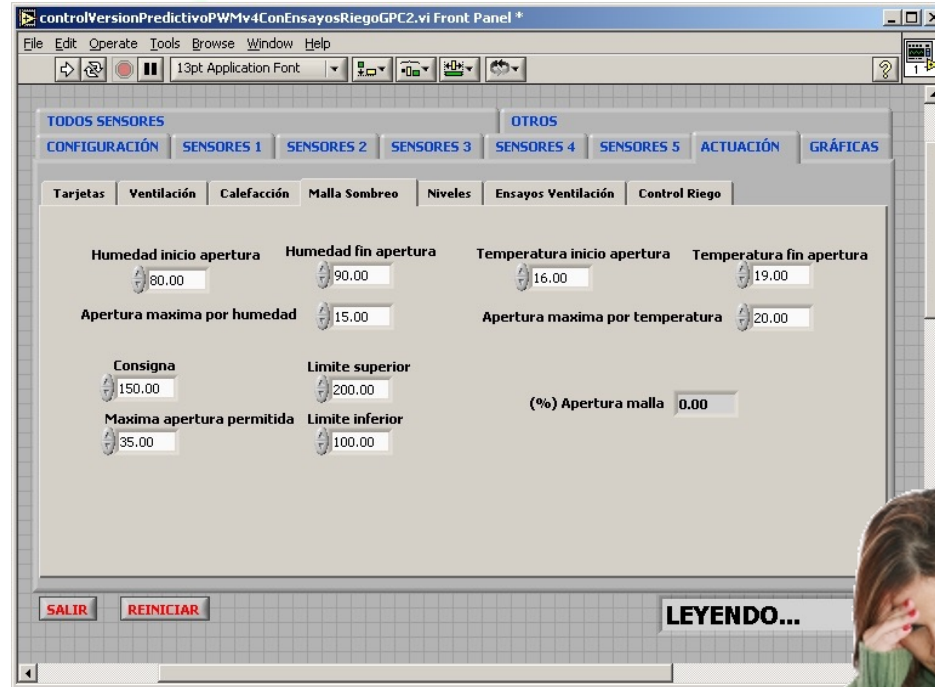 controlVersionPredictivoPWMv4ConEnsayosRiegoGPC2.vi Front Panel *
File Edit Operate Tools Browse Window Help
13pt Application Font
1
TODOS SENSORES OTROS
CONFIGURACIÓN SENSORES 1 SENSORES 2 SENSORES 3 SENSORES 4 SENSORES 5 ACTUACIÓN GRÁFICAS
Tarjetas Ventilación Calefacción Malla Sombreo Niveles Ensayos Ventilación Control Riego
Humedad inicio apertura Humedad fin apertura Temperatura inicio apertura Temperatura fin apertura
80.00 90.00 16.00 19.00
Apertura maxima por humedad 15.00 Apertura maxima por temperatura 20.00
Consigna Limite superior
150.00 200.00
(%) Apertura malla 0.00
Maxima apertura permitida Limite inferior
35.00 100.00
SALIR REINICIAR LEYENDO...